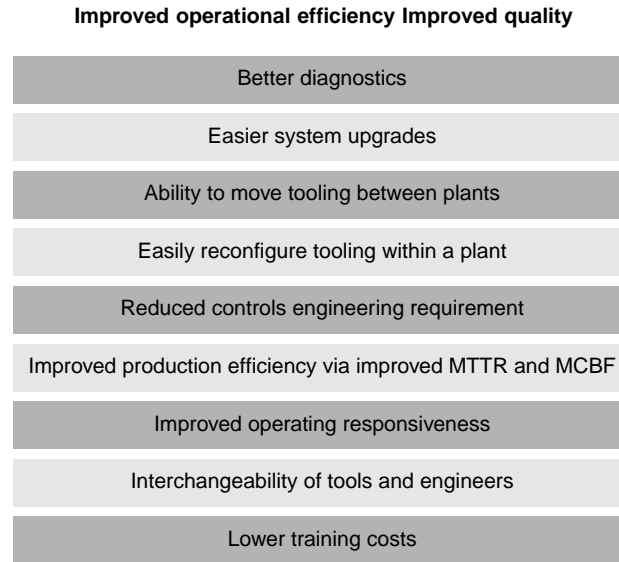 Improved operational efficiency Improved quality
Better diagnostics
Easier system upgrades
Ability to move tooling between plants
Easily reconfigure tooling within a plant
Reduced controls engineering requirement
Improved production efficiency via improved MTTR and MCBF
Improved operating responsiveness
Interchangeability of tools and engineers
Lower training costs